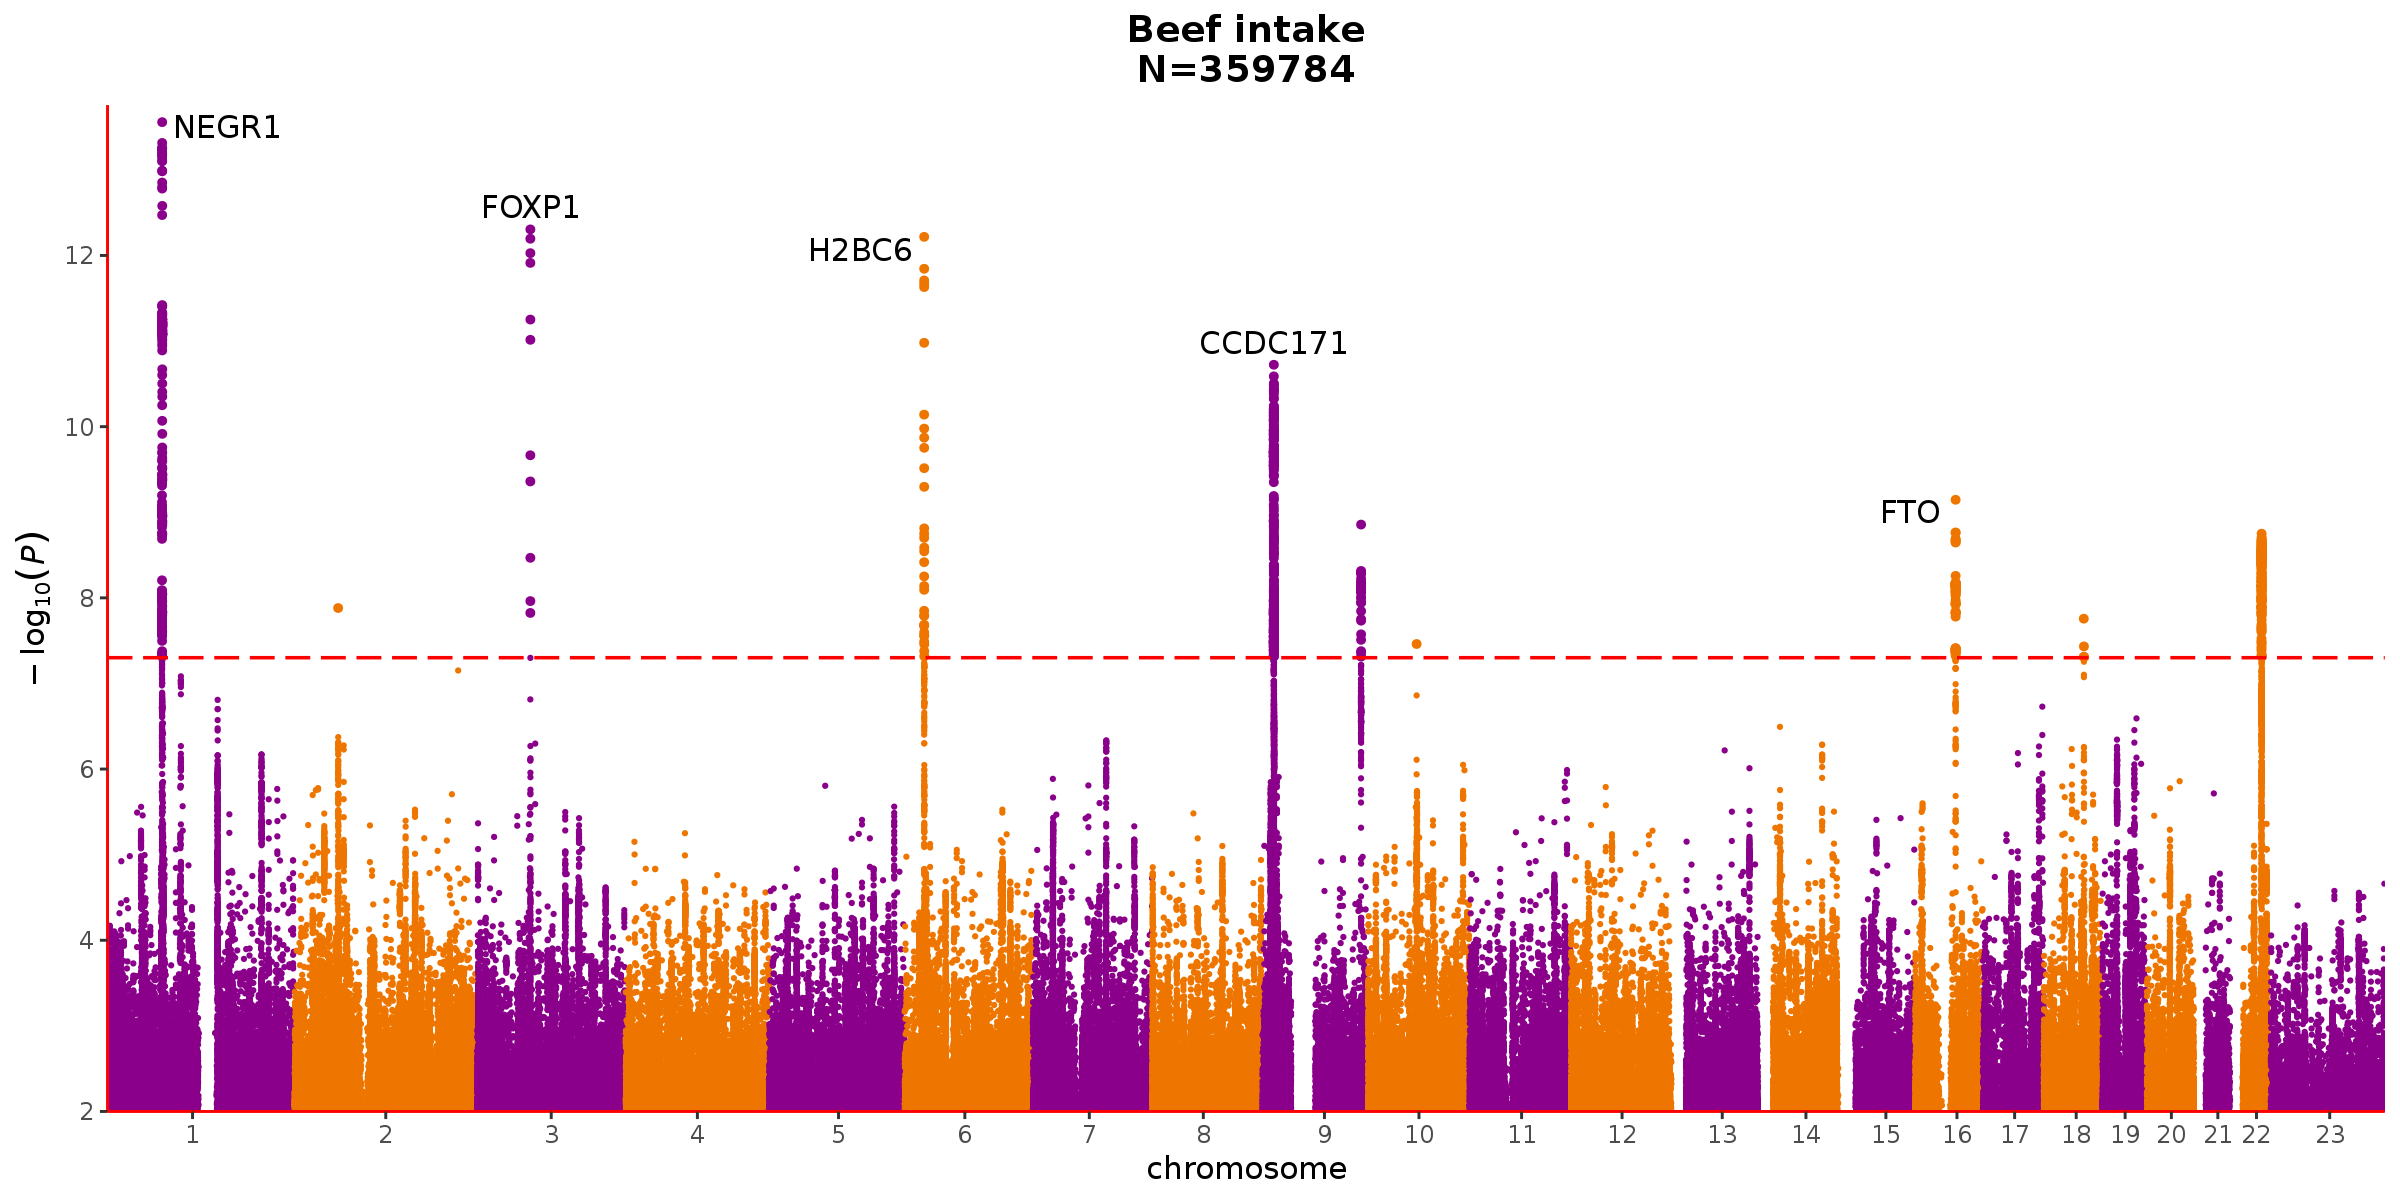 Beef intake
N=359784
NEGR1
FOXP1
H2BC6
CCDC171
FTO
12
10
8
6
4
2
− log₁₀(P)
1 2 3 4 5 6 7 8 9 10 11 12 13 14 15 16 17 18 19 20 21 22 23
chromosome